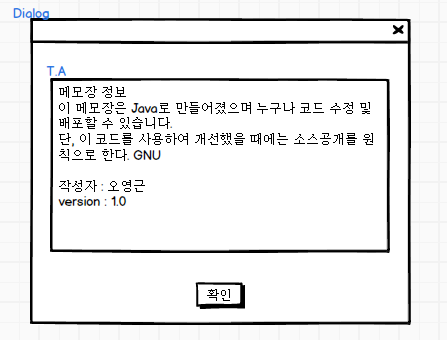 Dialog
T.A
메모장 정보
이 메모장은 Java로 만들어졌으며 누구나 코드 수정 및
배포할 수 있습니다.
단, 이 코드를 사용하여 개선했을 때에는 소스공개를 원
칙으로 한다. GNU
작성자 : 오영근
version : 1.0
확인